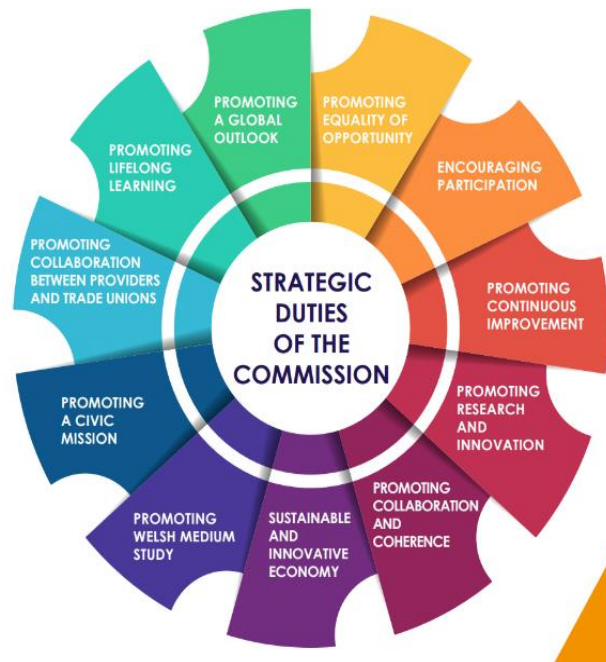 STRATEGIC
DUTIES
OF THE
COMMISSION
PROMOTING
EQUALITY OF
OPPORTUNITY
ENCOURAGING
PARTICIPATION
PROMOTING
CONTINUOUS
IMPROVEMENT
PROMOTING
RESEARCH
AND
INNOVATION
PROMOTING
COLLABORATION
AND
COHERENCE
SUSTAINABLE
AND
INNOVATIVE
ECONOMY
PROMOTING
WELSH MEDIUM
STUDY
PROMOTING
A CIVIC
MISSION
PROMOTING
COLLABORATION
BETWEEN PROVIDERS
AND TRADE UNIONS
PROMOTING
LIFELONG
LEARNING
PROMOTING
A GLOBAL
OUTLOOK